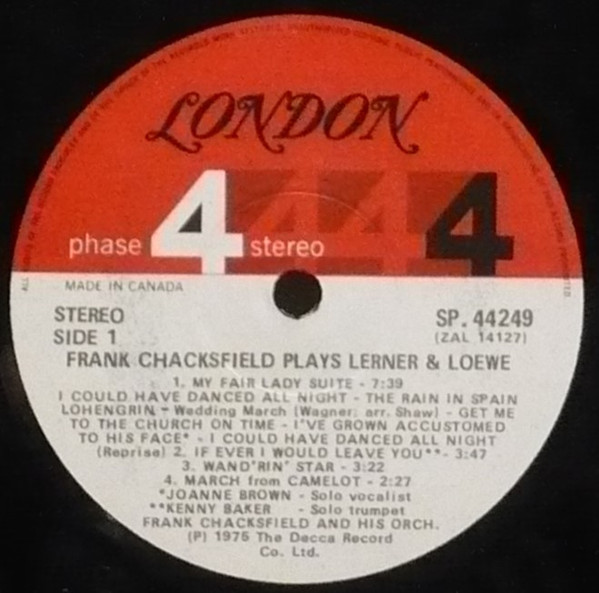 LONDON
phase 4 stereo 4
MADE IN CANADA
STEREO
SIDE 1
SP. 44249
(ZAL 14127)
FRANK CHACKSFIELD PLAYS LERNER & LOEWE
1. MY FAIR LADY SUITE - 7:39
I COULD HAVE DANCED ALL NIGHT - THE RAIN IN SPAIN
LOHENGRIN - Wedding March (Wagner; arr. Shaw) - GET ME
TO THE CHURCH ON TIME - I'VE GROWN ACCUSTOMED
TO HIS FACE* - I COULD HAVE DANCED ALL NIGHT
(Reprise) 2. IF EVER I WOULD LEAVE YOU**- 3:47
3. WAND'RIN' STAR - 3:22
4. MARCH from CAMELOT - 2:27
*JOANNE BROWN - Solo vocalist
**KENNY BAKER - Solo trumpet
FRANK CHACKSFIELD AND HIS ORCH.
(P) 1975 The Decca Record
Co. Ltd.